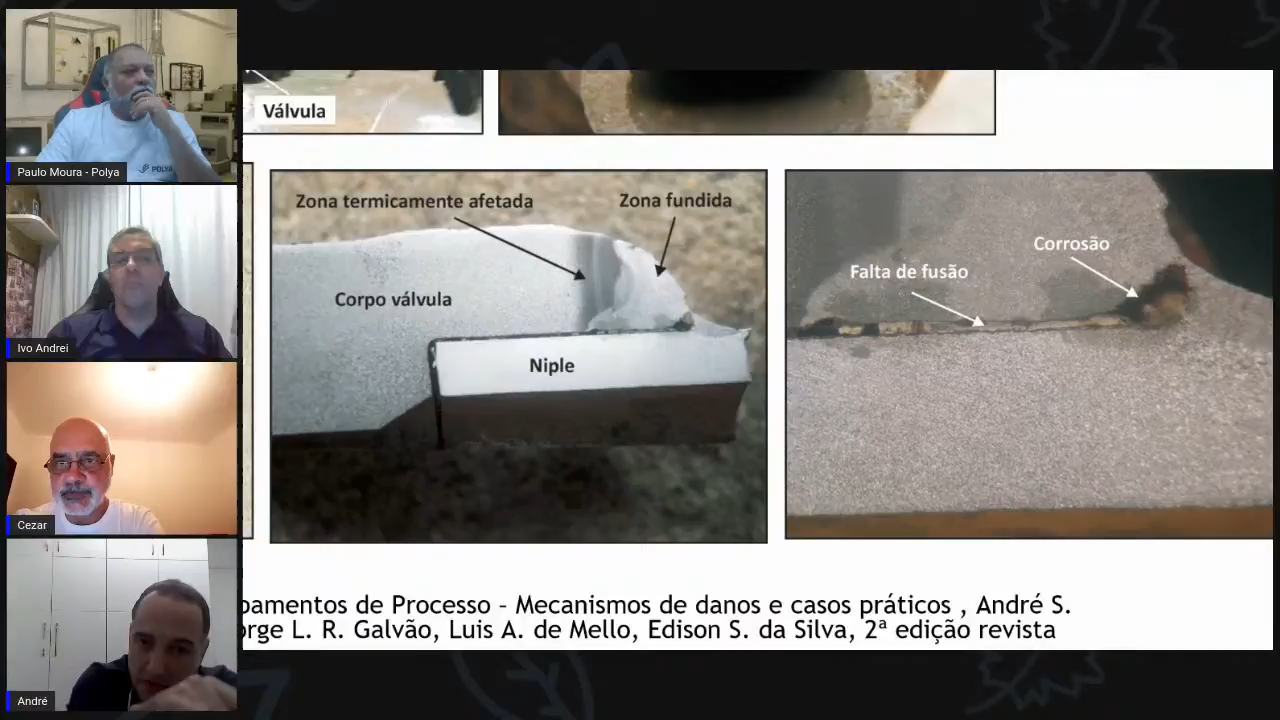 Paulo Moura - Polya
POLYA
Ivo Andrei
Cezar
André
Válvula
Zona termicamente afetada
Zona fundida
Corpo válvula
Niple
Falta de fusão
Corrosão
pamentos de Processo – Mecanismos de danos e casos práticos , André S.
orge L. R. Galvão, Luis A. de Mello, Edison S. da Silva, 2ª edição revista